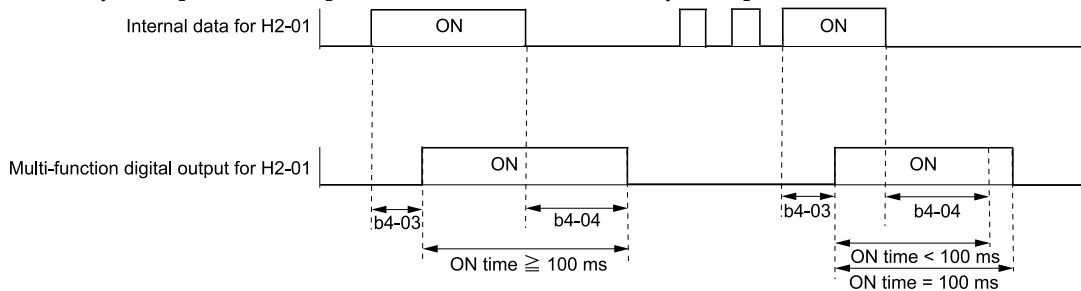 Internal data for H2-01
ON
ON
Multi-function digital output for H2-01
ON
ON
b4-03
b4-04
b4-03
b4-04
ON time ≧ 100 ms
ON time < 100 ms
ON time = 100 ms